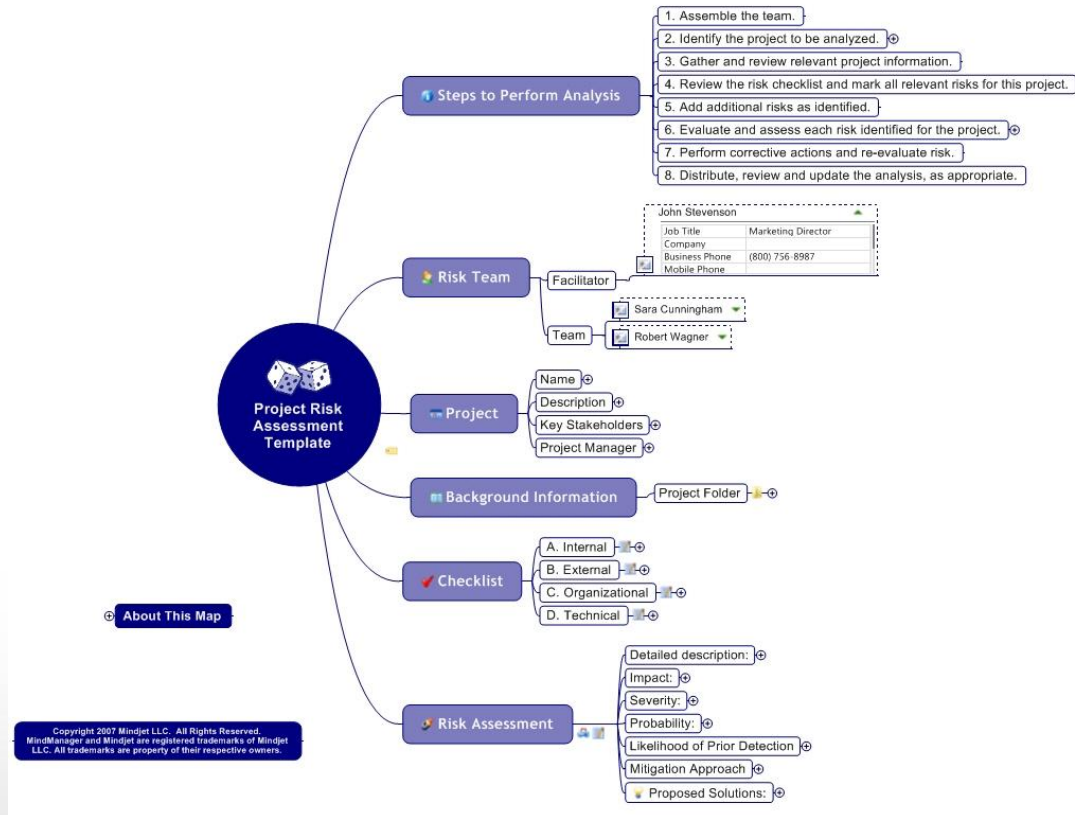 Project Risk
Assessment
Template
Steps to Perform Analysis
1. Assemble the team.
2. Identify the project to be analyzed.
3. Gather and review relevant project information.
4. Review the risk checklist and mark all relevant risks for this project.
5. Add additional risks as identified.
6. Evaluate and assess each risk identified for the project.
7. Perform corrective actions and re-evaluate risk.
8. Distribute, review and update the analysis, as appropriate.
Risk Team
Facilitator
John Stevenson
Job Title Marketing Director
Company
Business Phone (800) 756-8987
Mobile Phone
Team
Sara Cunningham
Robert Wagner
Project
Name
Description
Key Stakeholders
Project Manager
Background Information
Project Folder
Checklist
A. Internal
B. External
C. Organizational
D. Technical
Risk Assessment
Detailed description:
Impact:
Severity:
Probability:
Likelihood of Prior Detection
Mitigation Approach
Proposed Solutions:
About This Map
Copyright 2007 Mindjet LLC. All Rights Reserved.
MindManager and Mindjet are registered trademarks of Mindjet
LLC. All trademarks are property of their respective owners.